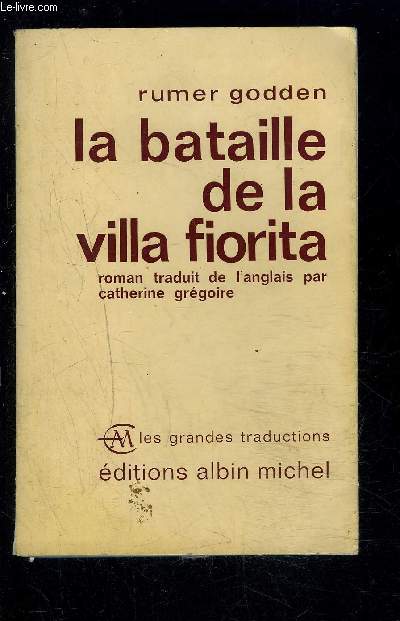 Le-livre.com
rumer godden
la bataille
de la
villa fiorita
roman traduit de l'anglais par
catherine grégoire
AM les grandes traductions
éditions albin michel